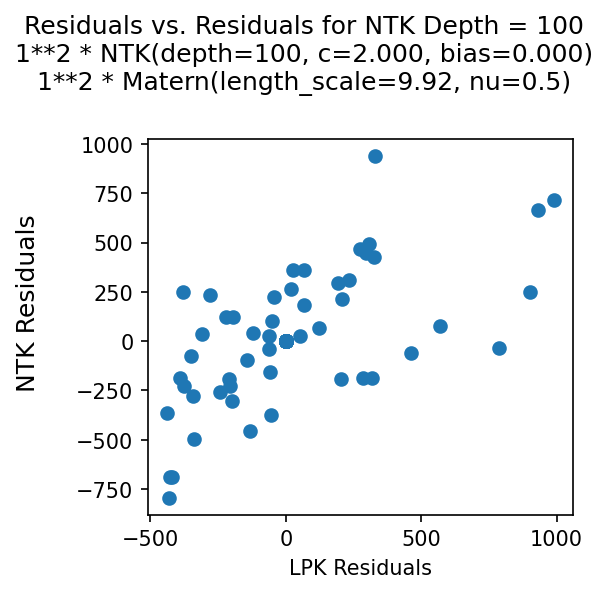 Residuals vs. Residuals for NTK Depth = 100
1**2 * NTK(depth=100, c=2.000, bias=0.000)
1**2 * Matern(length_scale=9.92, nu=0.5)
1000
750
500
250
0
−250
−500
−750
NTK Residuals
−500
0
500
1000
LPK Residuals